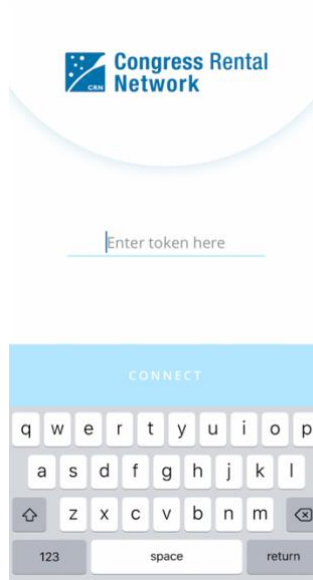 Congress Rental
Network
CRN
Enter token here
CONNECT
q w e r t y u i o p
a s d f g h j k l
z x c v b n m
123 space return